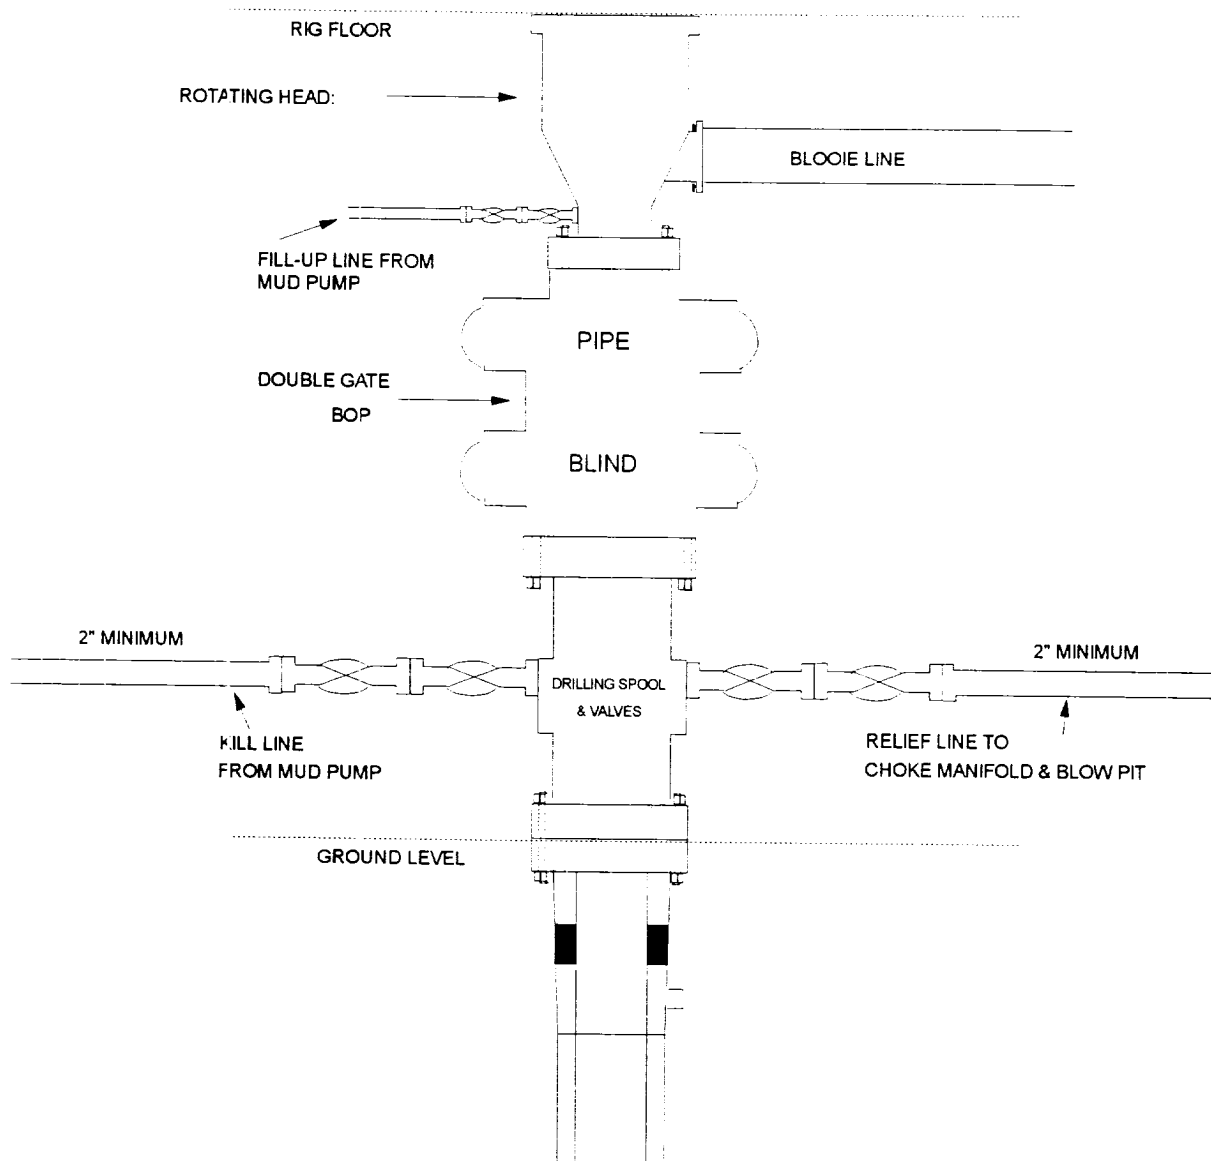 RIG FLOOR
ROTATING HEAD:
BLOOIE LINE
FILL-UP LINE FROM
MUD PUMP
PIPE
DOUBLE GATE
BOP
BLIND
2" MINIMUM
2" MINIMUM
DRILLING SPOOL
& VALVES
KILL LINE
FROM MUD PUMP
RELIEF LINE TO
CHOKE MANIFOLD & BLOW PIT
GROUND LEVEL